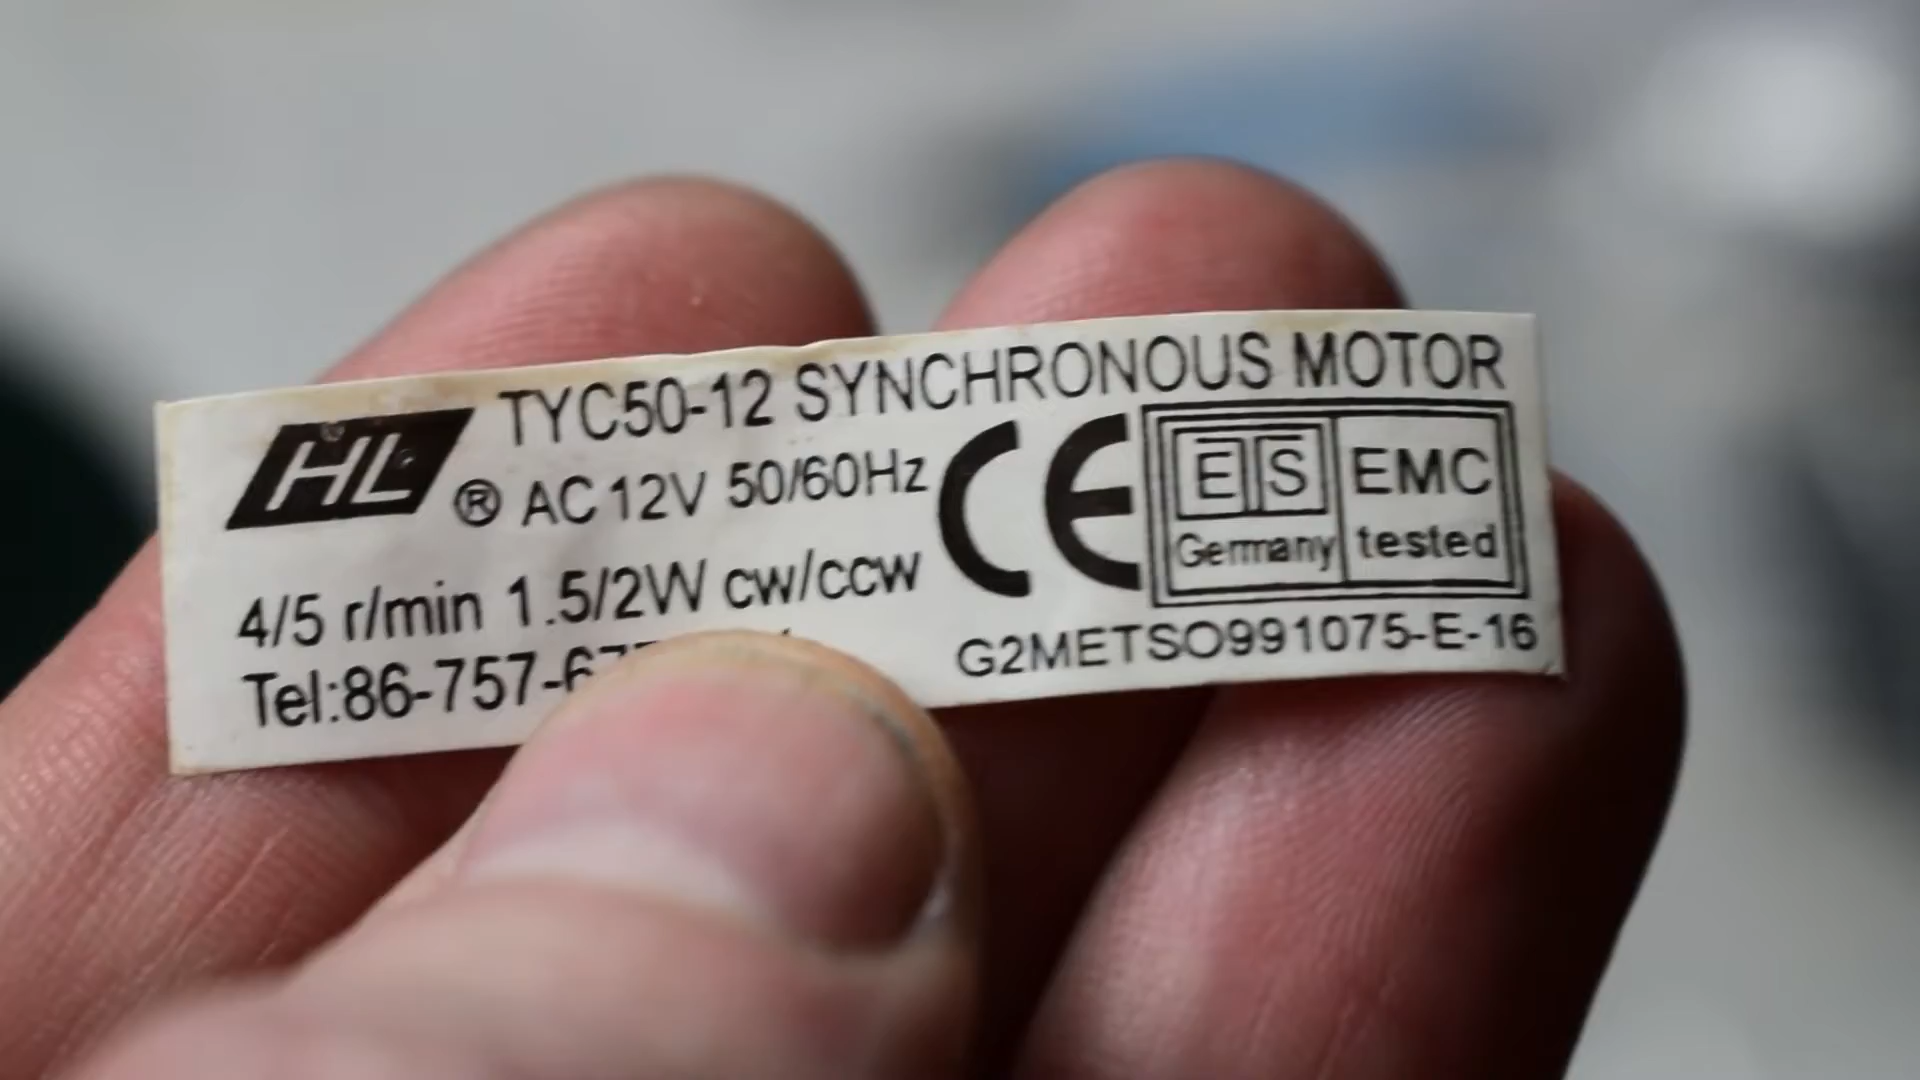 TYC50-12 SYNCHRONOUS MOTOR
HL ® AC 12V 50/60Hz
CE
ES
Germany
EMC
tested
4/5 r/min 1.5/2W cw/ccw
Tel:86-757-
G2METSO991075-E-16